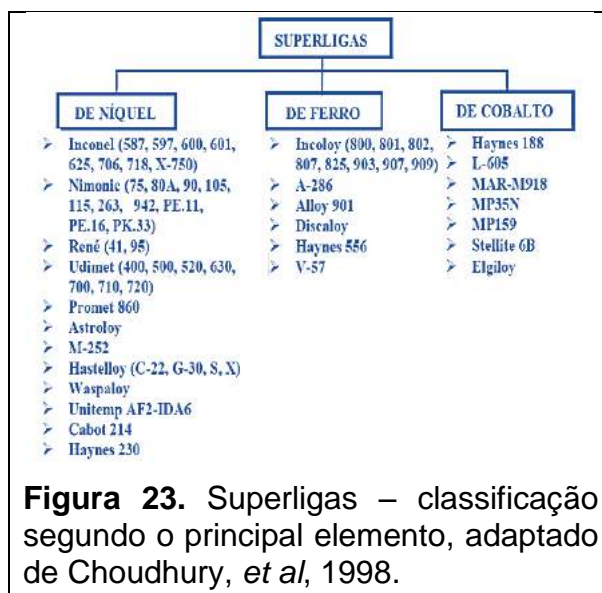 SUPERLIGAS
DE NÍQUEL
➢ Inconel (587, 597, 600, 601,
625, 706, 718, X-750)
➢ Nimonic (75, 80A, 90, 105,
115, 263, 942, PE.11,
PE.16, PK.33)
➢ René (41, 95)
➢ Udimet (400, 500, 520, 630,
700, 710, 720)
➢ Promet 860
➢ Astroloy
➢ M-252
➢ Hastelloy (C-22, G-30, S, X)
➢ Waspaloy
➢ Unitemp AF2-IDA6
➢ Cabot 214
➢ Haynes 230
DE FERRO
➢ Incoloy (800, 801, 802,
807, 825, 903, 907, 909)
➢ A-286
➢ Alloy 901
➢ Discaloy
➢ Haynes 556
➢ V-57
DE COBALTO
➢ Haynes 188
➢ L-605
➢ MAR-M918
➢ MP35N
➢ MP159
➢ Stellite 6B
➢ Elgiloy
Figura 23. Superligas – classificação
segundo o principal elemento, adaptado
de Choudhury, et al, 1998.